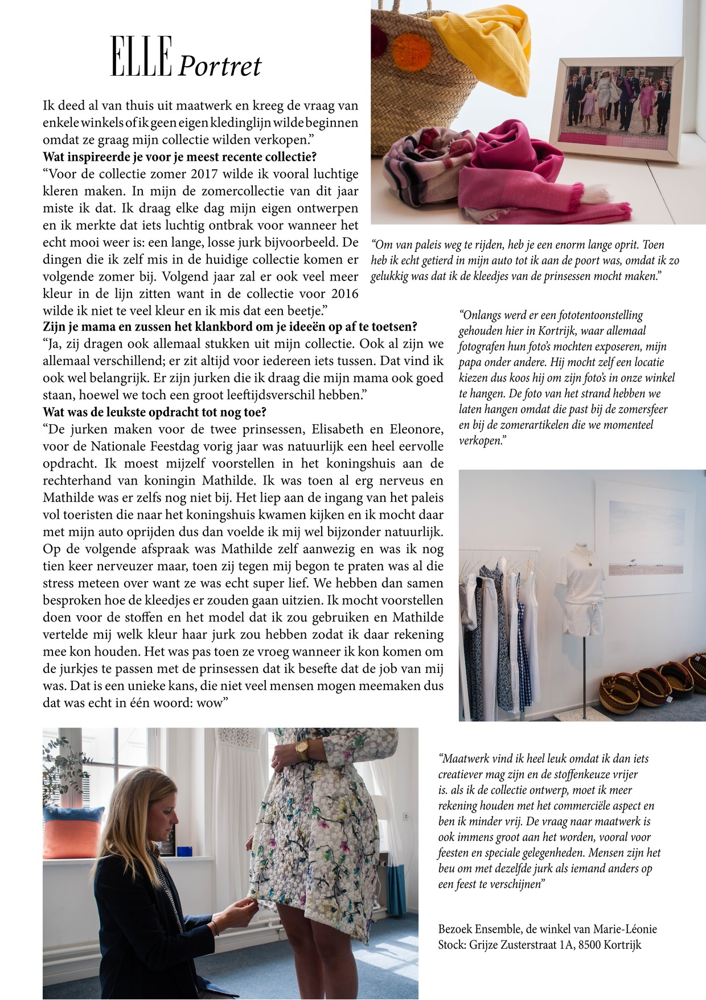 ELLE Portret
Ik deed al van thuis uit maatwerk en kreeg de vraag van
enkele winkels of ik geen eigen kledinglijn wilde beginnen
omdat ze graag mijn collectie wilden verkopen.”
Wat inspireerde je voor je meest recente collectie?
“Voor de collectie zomer 2017 wilde ik vooral luchtige
kleren maken. In mijn de zomercollectie van dit jaar
miste ik dat. Ik draag elke dag mijn eigen ontwerpen
en ik merkte dat iets luchtig ontbrak voor wanneer het
echt mooi weer is: een lange, losse jurk bijvoorbeeld. De
dingen die ik zelf mis in de huidige collectie komen er
volgende zomer bij. Volgend jaar zal er ook veel meer
kleur in de lijn zitten want in de collectie voor 2016
wilde ik niet te veel kleur en ik mis dat een beetje.”
Zijn je mama en zussen het klankbord om je ideeën op af te toetsen?
“Ja, zij dragen ook allemaal stukken uit mijn collectie. Ook al zijn we
allemaal verschillend; er zit altijd voor iedereen iets tussen. Dat vind ik
ook wel belangrijk. Er zijn jurken die ik draag die mijn mama ook goed
staan, hoewel we toch een groot leeftijdsverschil hebben.”
Wat was de leukste opdracht tot nog toe?
“De jurken maken voor de twee prinsessen, Elisabeth en Eleonore,
voor de Nationale Feestdag vorig jaar was natuurlijk een heel eervolle
opdracht. Ik moest mijzelf voorstellen in het koningshuis aan de
rechterhand van koningin Mathilde. Ik was toen al erg nerveus en
Mathilde was er zelfs nog niet bij. Het liep aan de ingang van het paleis
vol toeristen die naar het koningshuis kwamen kijken en ik mocht daar
met mijn auto oprijden dus dan voelde ik mij wel bijzonder natuurlijk.
Op de volgende afspraak was Mathilde zelf aanwezig en was ik nog
tien keer nerveuzer maar, toen zij tegen mij begon te praten was al die
stress meteen over want ze was echt super lief. We hebben dan samen
besproken hoe de kleedjes er zouden gaan uitzien. Ik mocht voorstellen
doen voor de stoffen en het model dat ik zou gebruiken en Mathilde
vertelde mij welk kleur haar jurk zou hebben zodat ik daar rekening
mee kon houden. Het was pas toen ze vroeg wanneer ik kon komen om
de jurkjes te passen met de prinsessen dat ik besefte dat de job van mij
was. Dat is een unieke kans, die niet veel mensen mogen meemaken dus
dat was echt in één woord: wow”
“Om van paleis weg te rijden, heb je een enorm lange oprit. Toen
heb ik echt getierd in mijn auto tot ik aan de poort was, omdat ik zo
gelukkig was dat ik de kleedjes van de prinsessen mocht maken.”
“Onlangs werd er een fototentoonstelling
gehouden hier in Kortrijk, waar allemaal
fotografen hun foto’s mochten exposeren, mijn
papa onder andere. Hij mocht zelf een locatie
kiezen dus koos hij om zijn foto’s in onze winkel
te hangen. De foto van het strand hebben we
laten hangen omdat die past bij de zomersfeer
en bij de zomerartikelen die we momenteel
verkopen.”
“Maatwerk vind ik heel leuk omdat ik dan iets
creatiever mag zijn en de stoffenkeuze vrijer
is. als ik de collectie ontwerp, moet ik meer
rekening houden met het commerciële aspect en
ben ik minder vrij. De vraag naar maatwerk is
ook immens groot aan het worden, vooral voor
feesten en speciale gelegenheden. Mensen zijn het
beu om met dezelfde jurk als iemand anders op
een feest te verschijnen”
Bezoek Ensemble, de winkel van Marie-Léonie
Stock: Grijze Zusterstraat 1A, 8500 Kortrijk